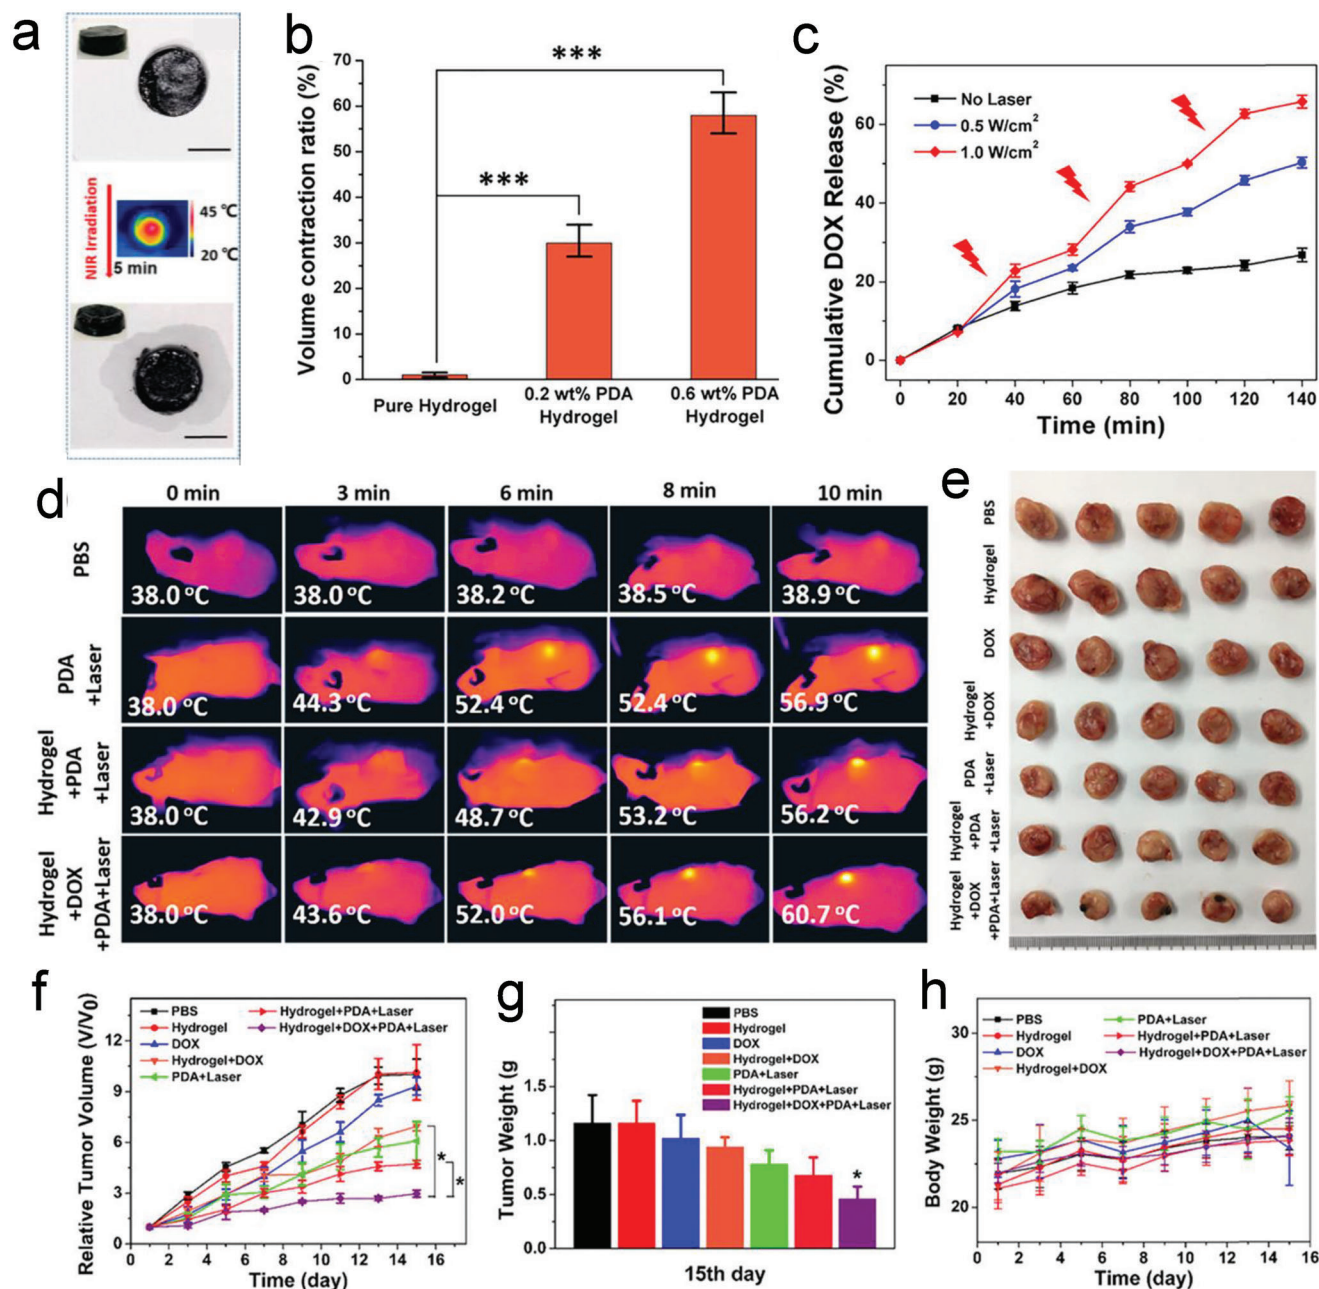 a
NIR Irradiation
45 ℃
20 ℃
5 min
b
Volume contraction ratio (%)
70
60
50
40
30
20
10
0
***
***
Pure Hydrogel
0.2 wt% PDA
Hydrogel
0.6 wt% PDA
Hydrogel
c
Cumulative DOX Release (%)
60
40
20
0
No Laser
0.5 W/cm²
1.0 W/cm²
0 20 40 60 80 100 120 140
Time (min)
d
0 min 3 min 6 min 8 min 10 min
PBS
38.0 °C 38.0 °C 38.2 °C 38.5 °C 38.9 °C
PDA
+Laser
38.0 °C 44.3 °C 52.4 °C 52.4 °C 56.9 °C
Hydrogel
+PDA
+Laser
38.0 °C 42.9 °C 48.7 °C 53.2 °C 56.2 °C
Hydrogel
+DOX
+PDA+Laser
38.0 °C 43.6 °C 52.0 °C 56.1 °C 60.7 °C
e
PBS
Hydrogel
DOX
Hydrogel
+DOX
PDA
+Laser
Hydrogel
+PDA
+Laser
Hydrogel
+DOX
+PDA+Laser
f
Relative Tumor Volume (V/V₀)
12
9
6
3
0
PBS
Hydrogel
DOX
Hydrogel+DOX
PDA+Laser
Hydrogel+PDA+Laser
Hydrogel+DOX+PDA+Laser
*
*
0 2 4 6 8 10 12 14 16
Time (day)
g
Tumor Weight (g)
1.5
1.0
0.5
0.0
PBS
Hydrogel
DOX
Hydrogel+DOX
PDA+Laser
Hydrogel+PDA+Laser
Hydrogel+DOX+PDA+Laser
*
15th day
h
Body Weight (g)
30
25
20
PBS
Hydrogel
DOX
Hydrogel+DOX
PDA+Laser
Hydrogel+PDA+Laser
Hydrogel+DOX+PDA+Laser
0 2 4 6 8 10 12 14 16
Time (day)